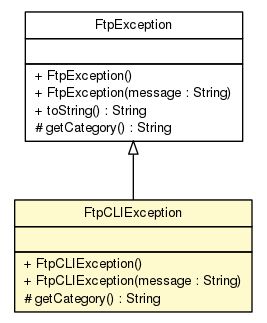 FtpException
+ FtpException()
+ FtpException(message : String)
+ toString() : String
# getCategory() : String
FtpCLIException
+ FtpCLIException()
+ FtpCLIException(message : String)
# getCategory() : String